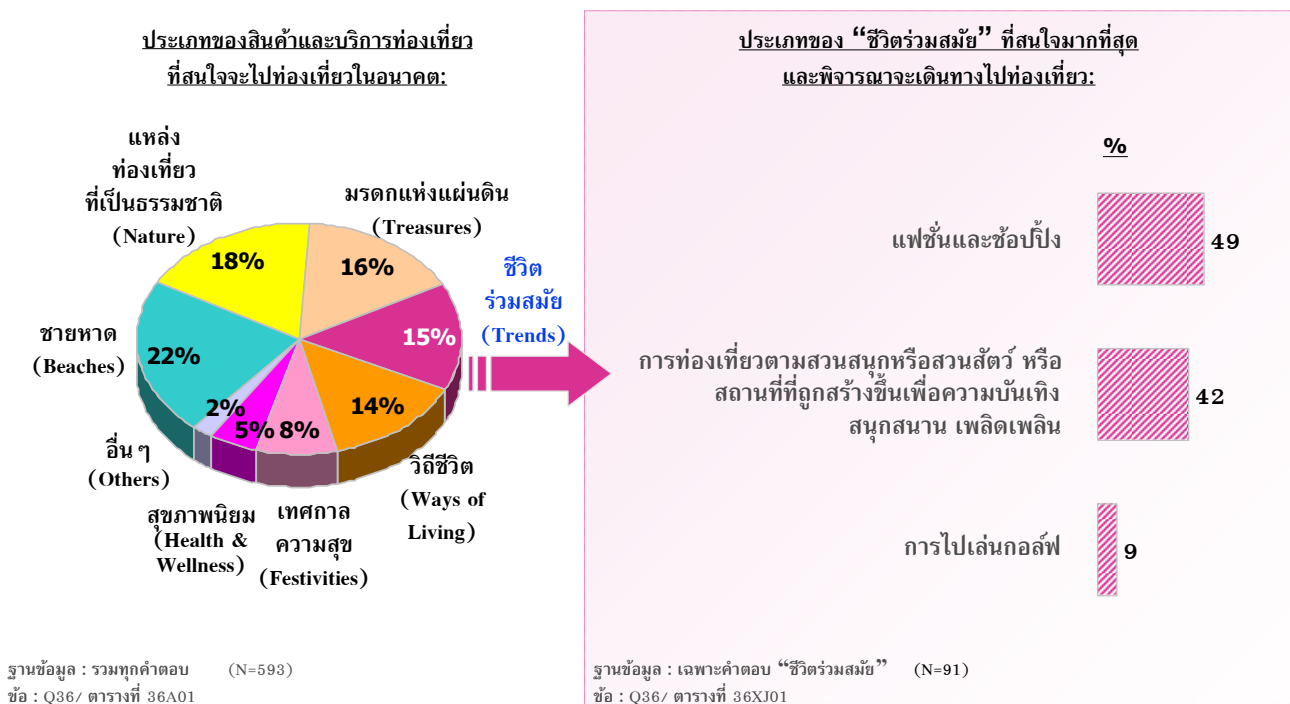 ประเภทของสินค้าและบริการท่องเที่ยว
ที่สนใจจะไปท่องเที่ยวในอนาคต:
แหล่ง
ท่องเที่ยว
ที่เป็นธรรมชาติ
(Nature)
18%
มรดกแห่งแผ่นดิน
(Treasures)
16%
ชีวิต
ร่วมสมัย
(Trends)
15%
ชายหาด
(Beaches)
22%
14%
วิถีชีวิต
(Ways of
Living)
2%
อื่น ๆ
(Others)
5%
สุขภาพนิยม
(Health &
Wellness)
8%
เทศกาล
ความสุข
(Festivities)
ฐานข้อมูล : รวมทุกคำตอบ (N=593)
ข้อ : Q36/ ตารางที่ 36A01
ประเภทของ “ชีวิตร่วมสมัย” ที่สนใจมากที่สุด
และพิจารณาจะเดินทางไปท่องเที่ยว:
%
แฟชั่นและช้อปปิ้ง 49
การท่องเที่ยวตามสวนสนุกหรือสวนสัตว์ หรือ
สถานที่ที่ถูกสร้างขึ้นเพื่อความบันเทิง 42
สนุกสนาน เพลิดเพลิน
การไปเล่นกอล์ฟ 9
ฐานข้อมูล : เฉพาะคำตอบ “ชีวิตร่วมสมัย” (N=91)
ข้อ : Q36/ ตารางที่ 36XJ01